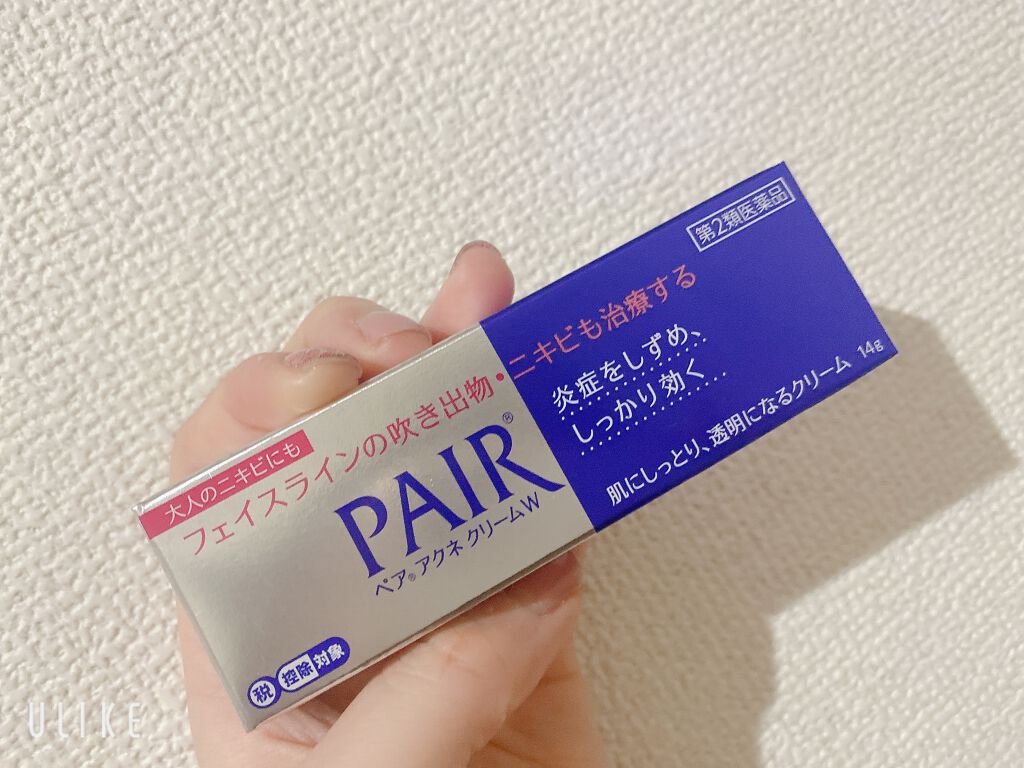 第2類医薬品
大人のニキビにも
フェイスラインの吹き出物・ニキビも治療する
PAIR®
ペア®アクネ クリームW
炎症をしずめ、
しっかり効く
肌にしっとり、透明になるクリーム 14g
税 控除対象
ULIKE